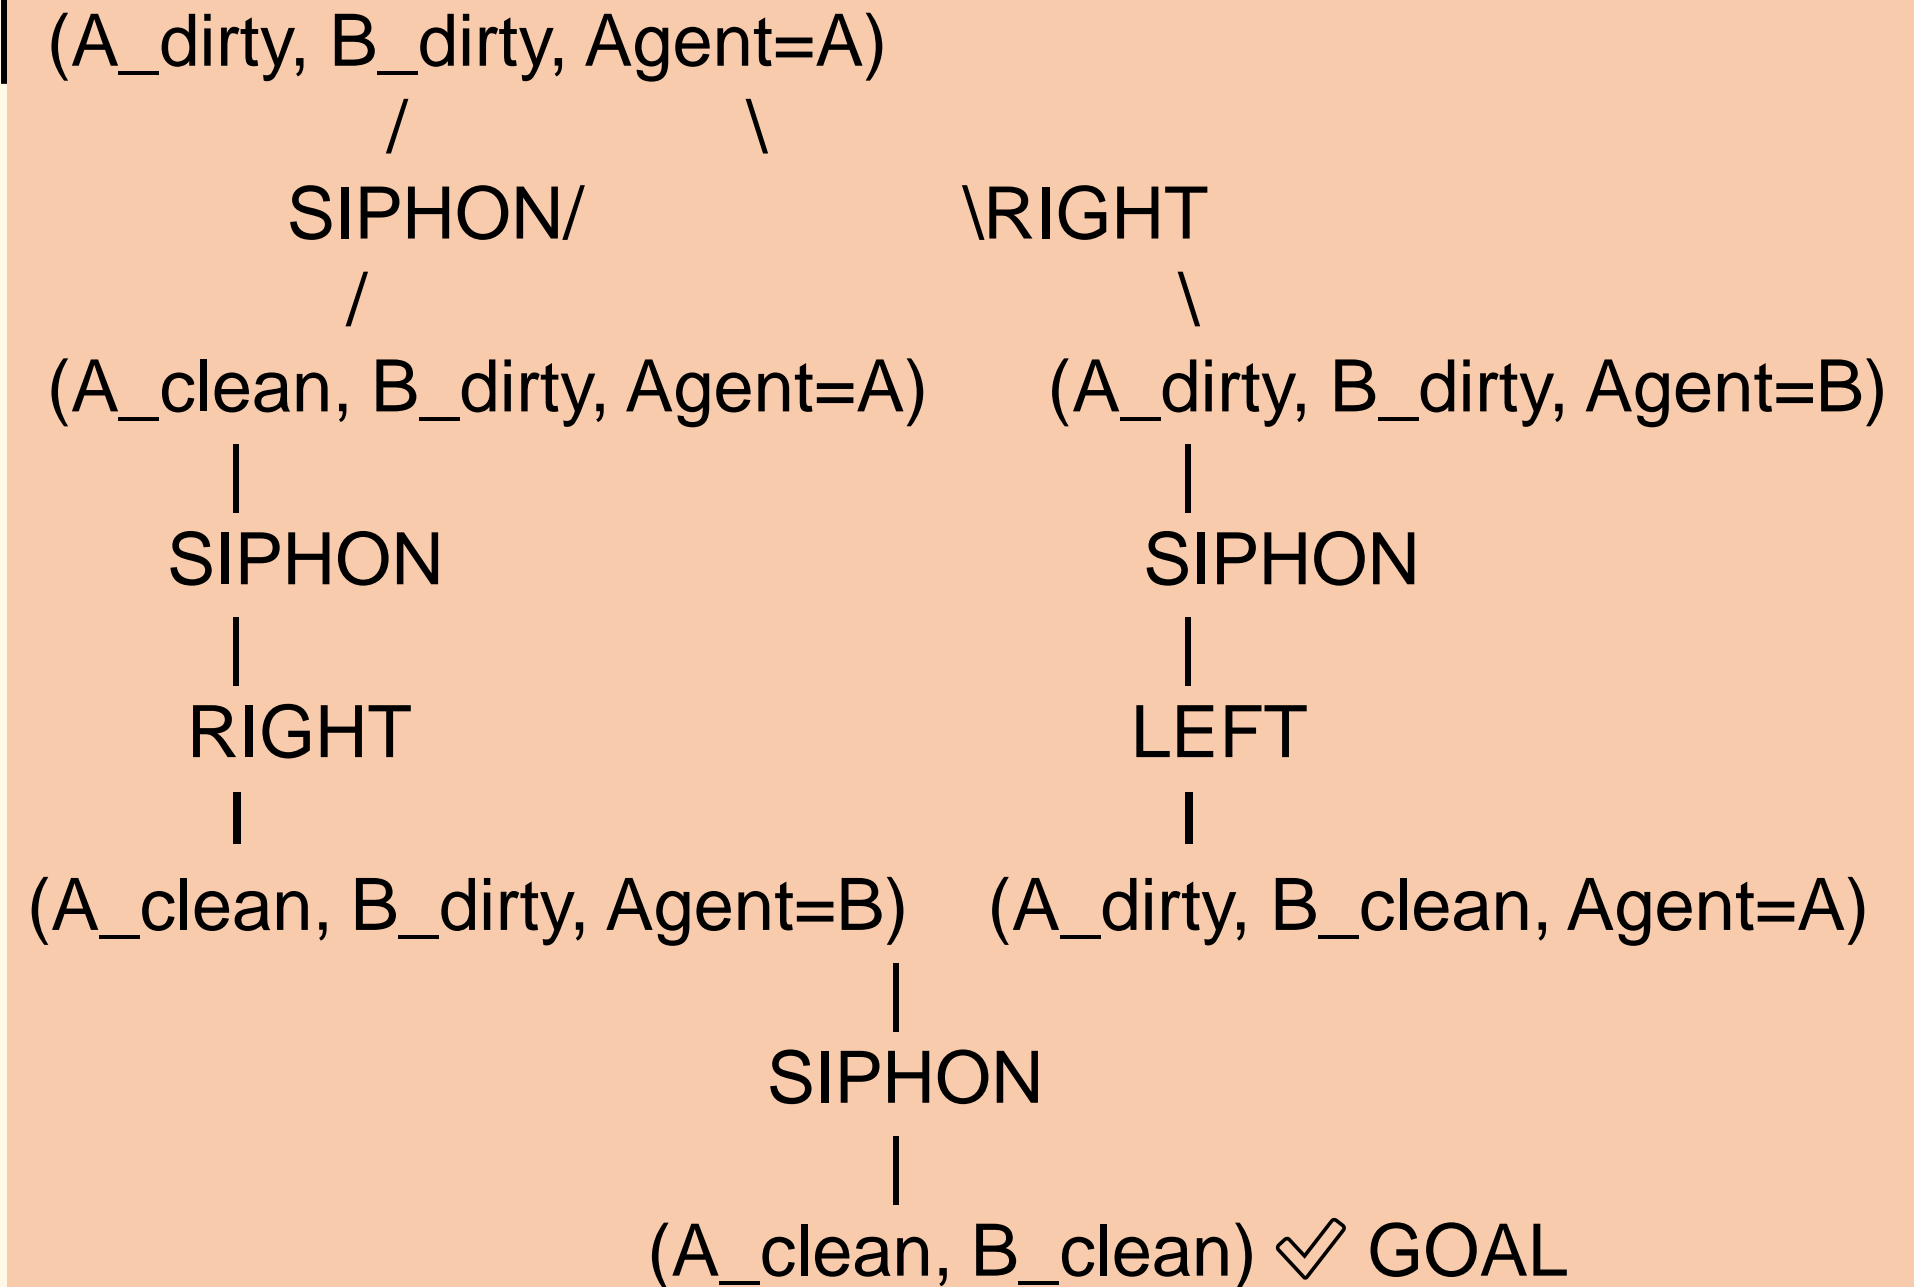 (A_dirty, B_dirty, Agent=A)
/ \
SIPHON/ \RIGHT
/ \
(A_clean, B_dirty, Agent=A) (A_dirty, B_dirty, Agent=B)
| |
SIPHON SIPHON
| |
RIGHT LEFT
| |
(A_clean, B_dirty, Agent=B) (A_dirty, B_clean, Agent=A)
|
SIPHON
|
(A_clean, B_clean) ✅ GOAL